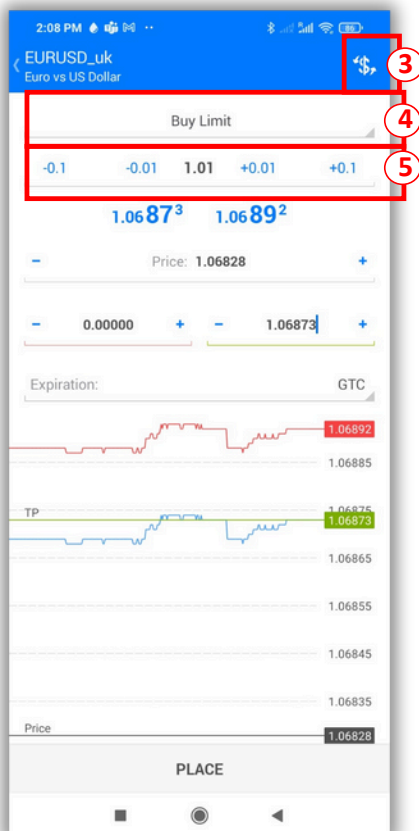 2:08 PM
86
EURUSD_uk
Euro vs US Dollar
3
Buy Limit
4
-0.1 -0.01 1.01 +0.01 +0.1
5
1.06873 1.06892
- Price: 1.06828 +
- 0.00000 + - 1.06873 +
Expiration: GTC
1.06892
1.06885
TP
1.06875
1.06873
1.06865
1.06855
1.06845
1.06835
Price
1.06828
PLACE